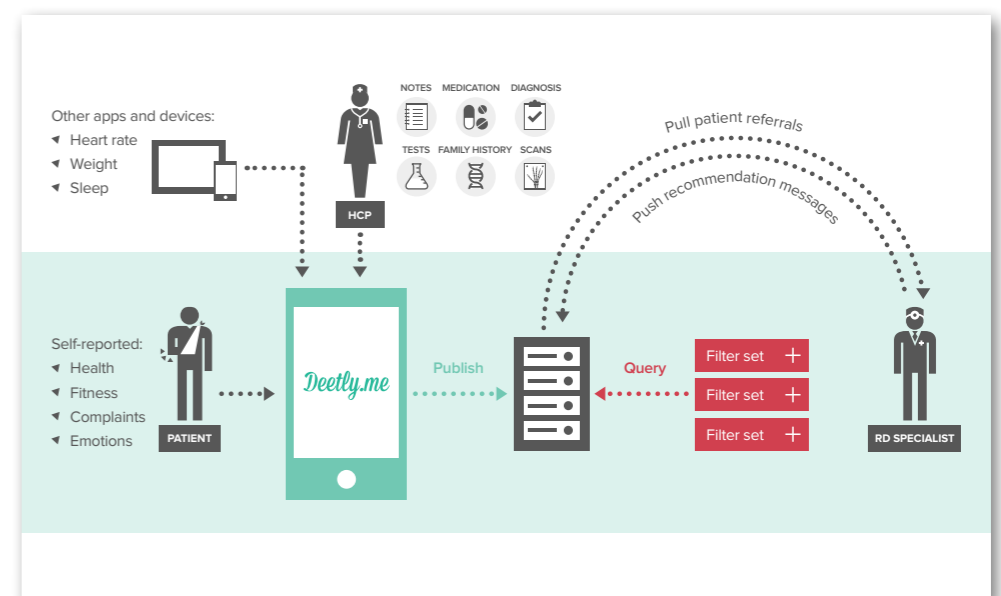 Other apps and devices:
Heart rate
Weight
Sleep
HCP
NOTES MEDICATION DIAGNOSIS
TESTS FAMILY HISTORY SCANS
Pull patient referrals
Push recommendation messages
Self-reported:
Health
Fitness
Complaints
Emotions
PATIENT
Deetly.me
Publish
Query
Filter set
Filter set
Filter set
RD SPECIALIST